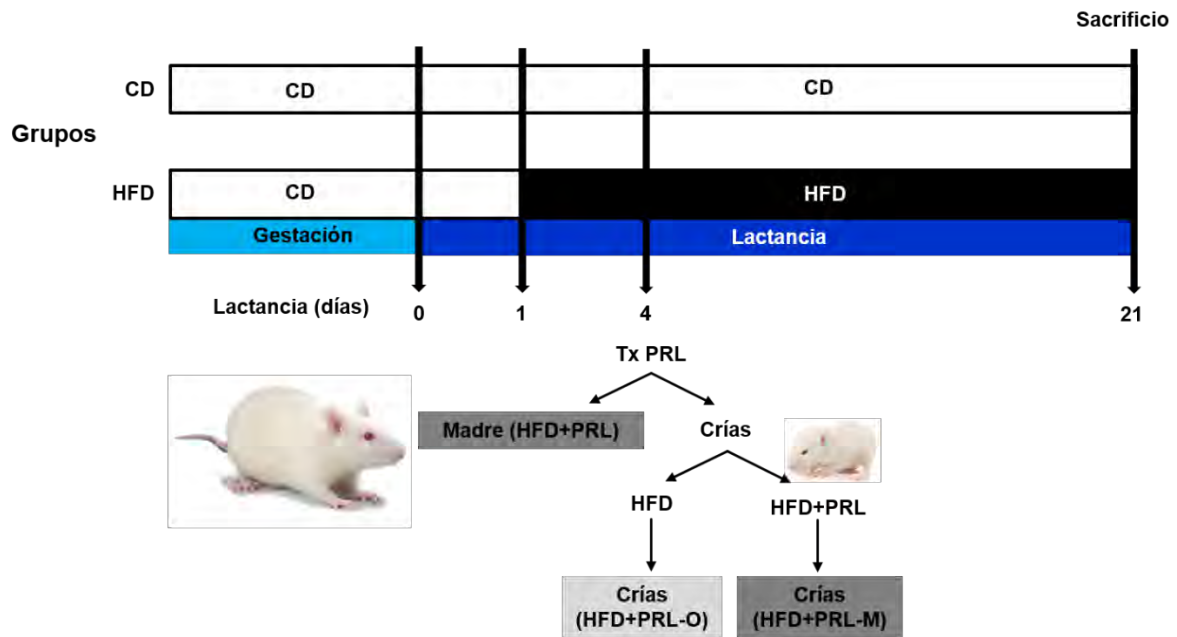 Sacrificio
CD
CD
CD
Grupos
HFD
CD
HFD
Gestación
Lactancia
Lactancia (días)
0
1
4
21
Tx PRL
Madre (HFD+PRL)
Crías
HFD
HFD+PRL
Crías
(HFD+PRL-O)
Crías
(HFD+PRL-M)